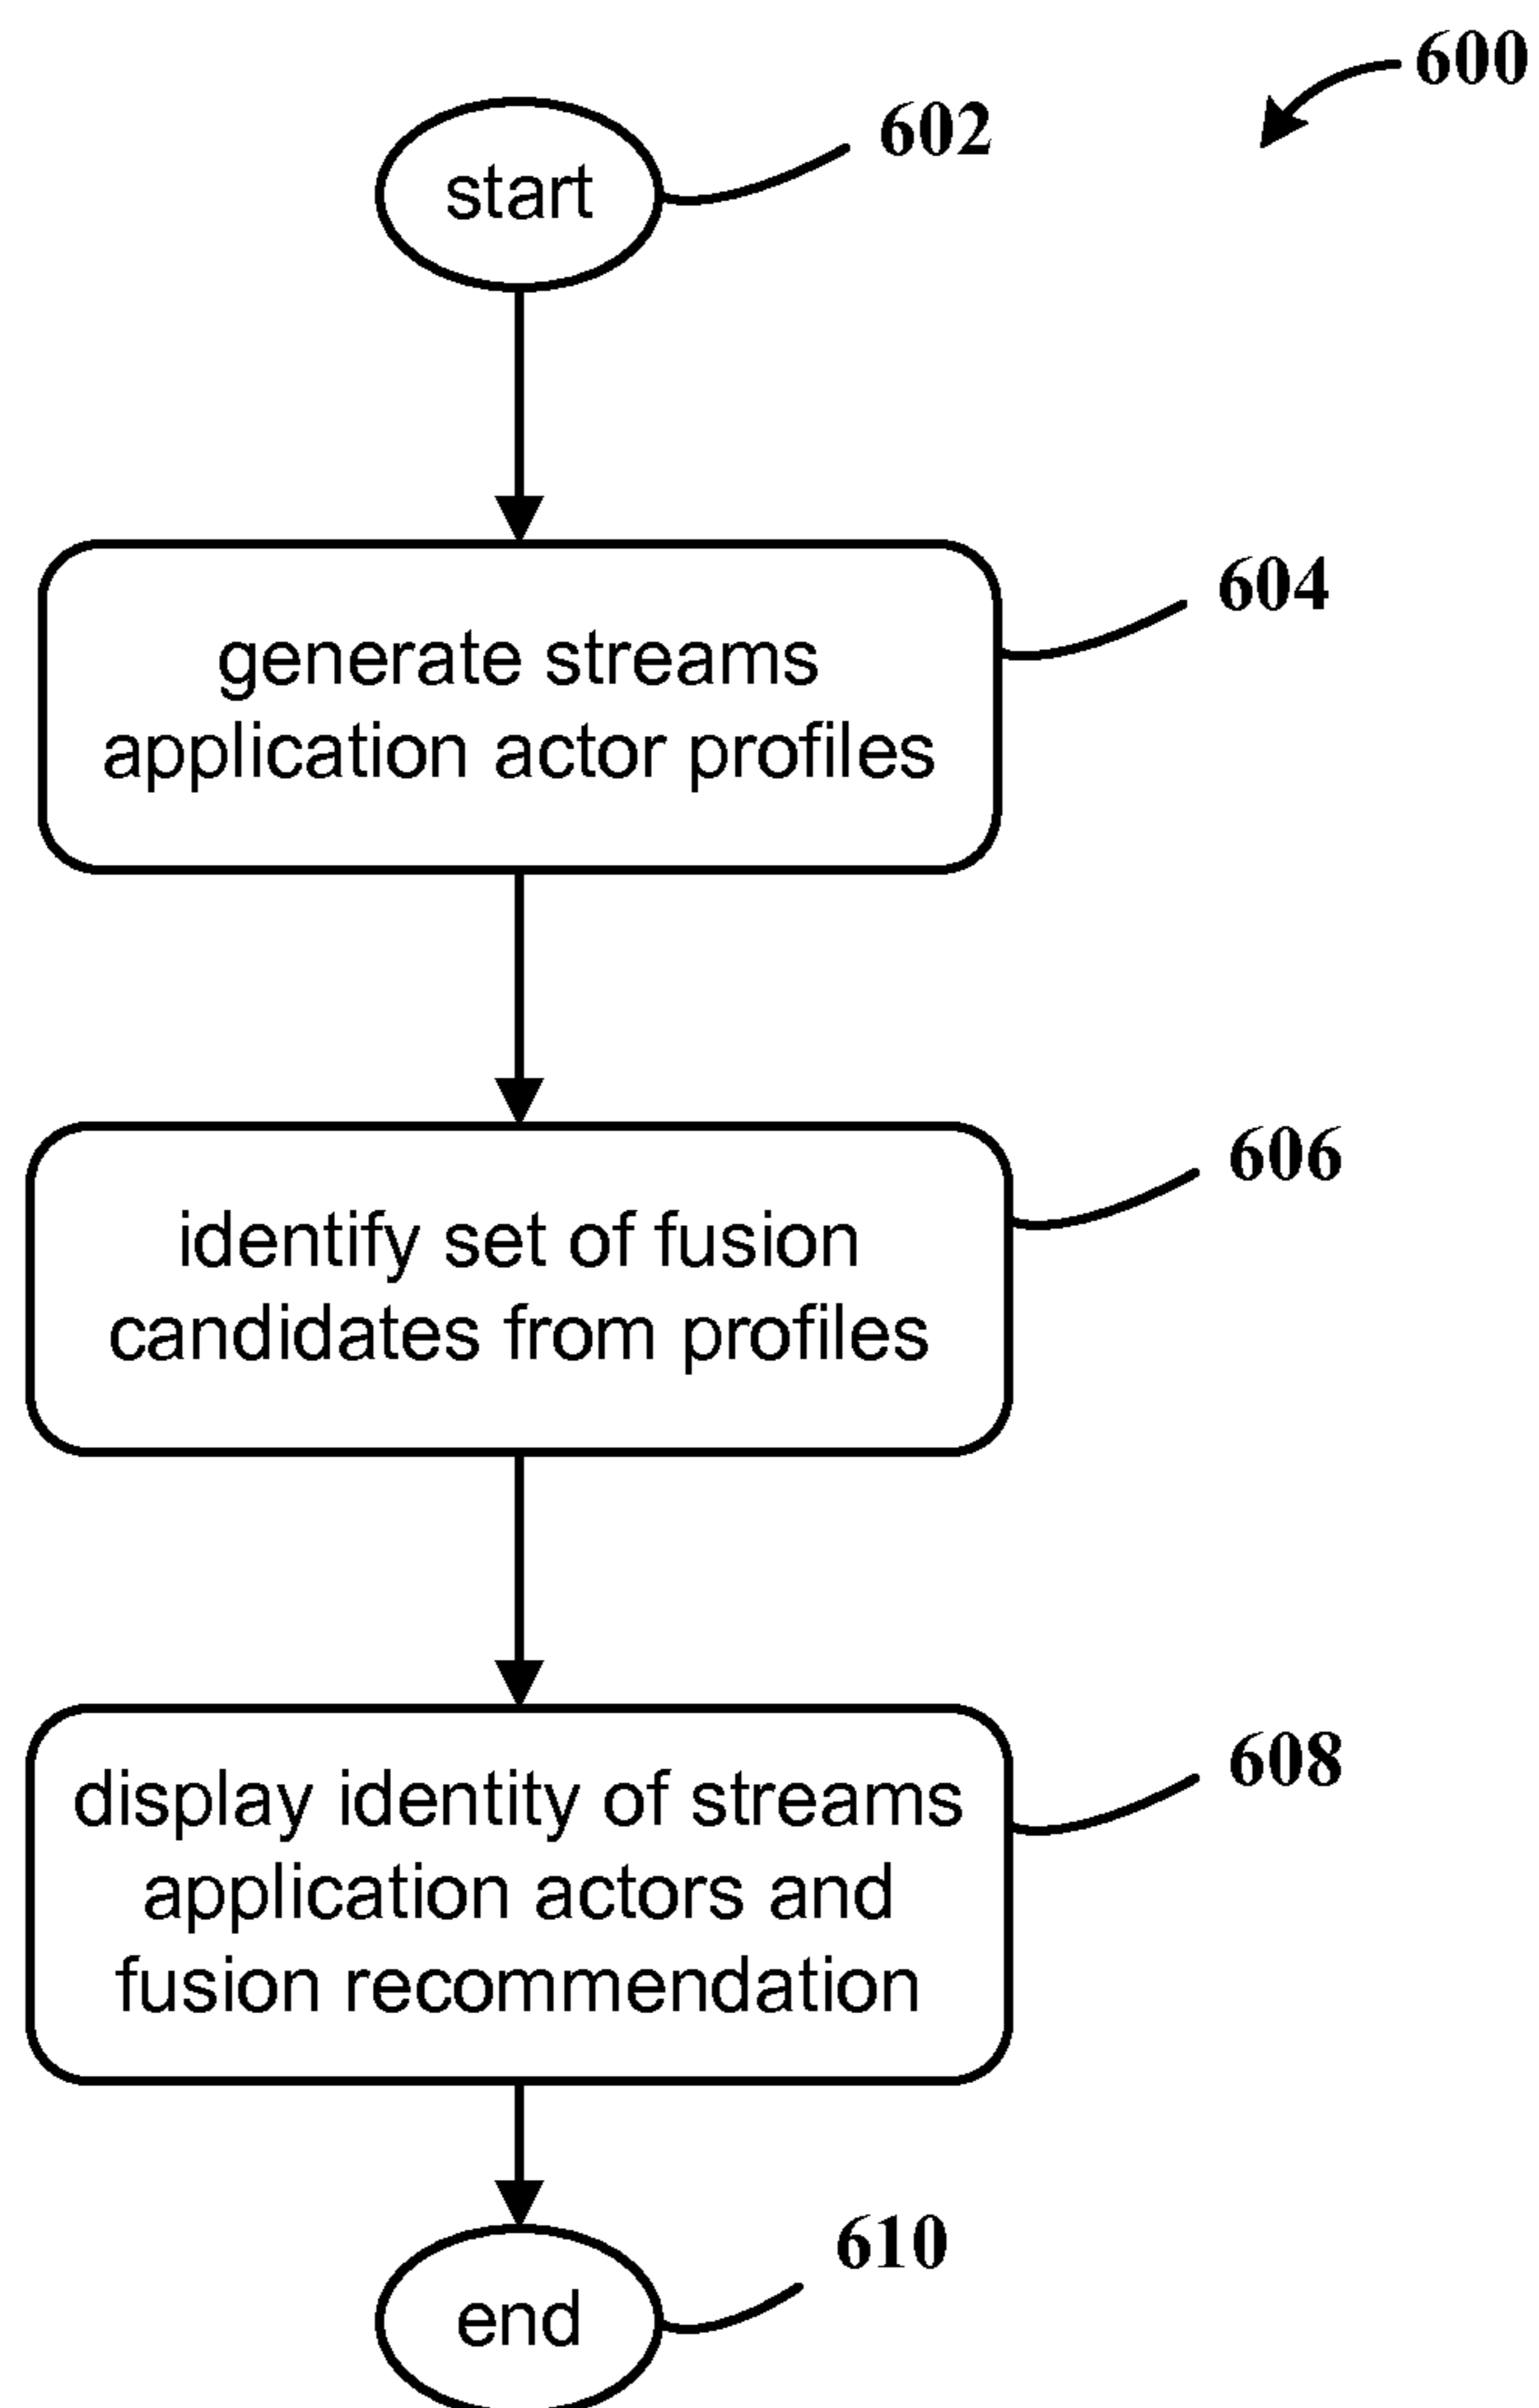 600
602
start
604
generate streams
application actor profiles
606
identify set of fusion
candidates from profiles
608
display identity of streams
application actors and
fusion recommendation
610
end